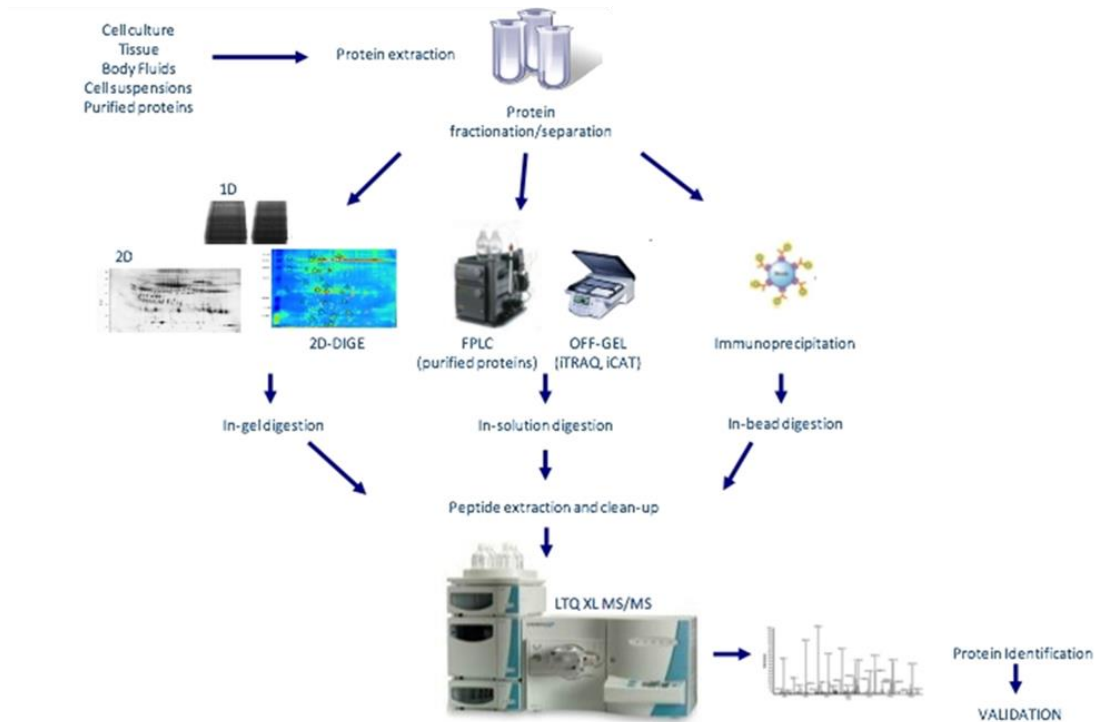 Cell culture
Tissue
Body Fluids
Cell suspensions
Purified proteins
Protein extraction
Protein
fractionation/separation
1D
2D
2D-DIGE
FPLC
(purified proteins)
OFF-GEL
(iTRAQ, iCAT)
Immunoprecipitation
In-gel digestion
In-solution digestion
In-bead digestion
Peptide extraction and clean-up
LTQ XL MS/MS
Protein Identification
VALIDATION